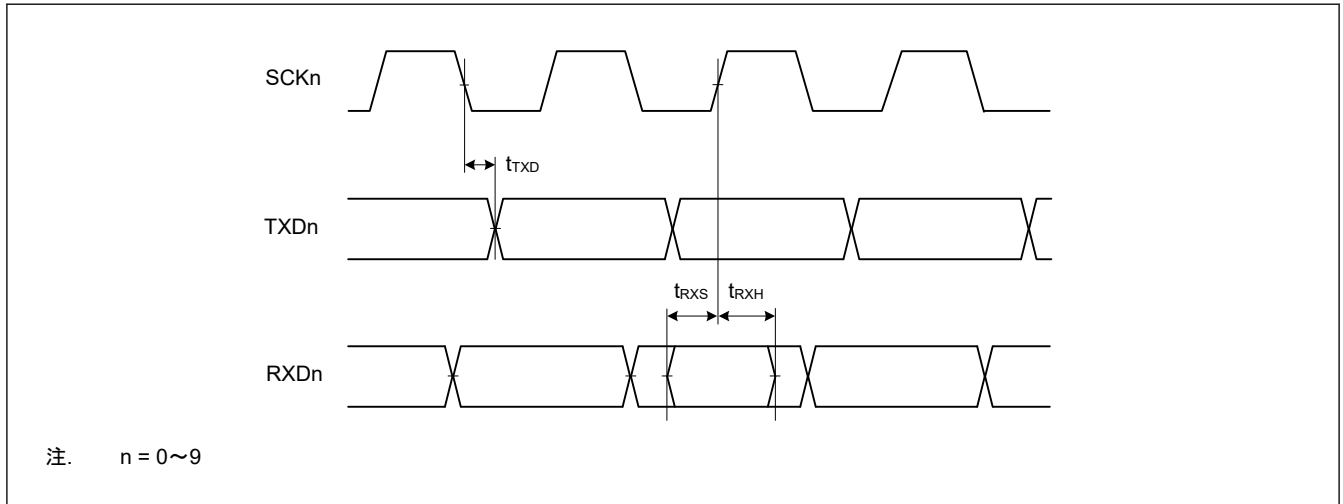 SCKn
tTXD
TXDn
tRXS tRXH
RXDn
注. n = 0～9